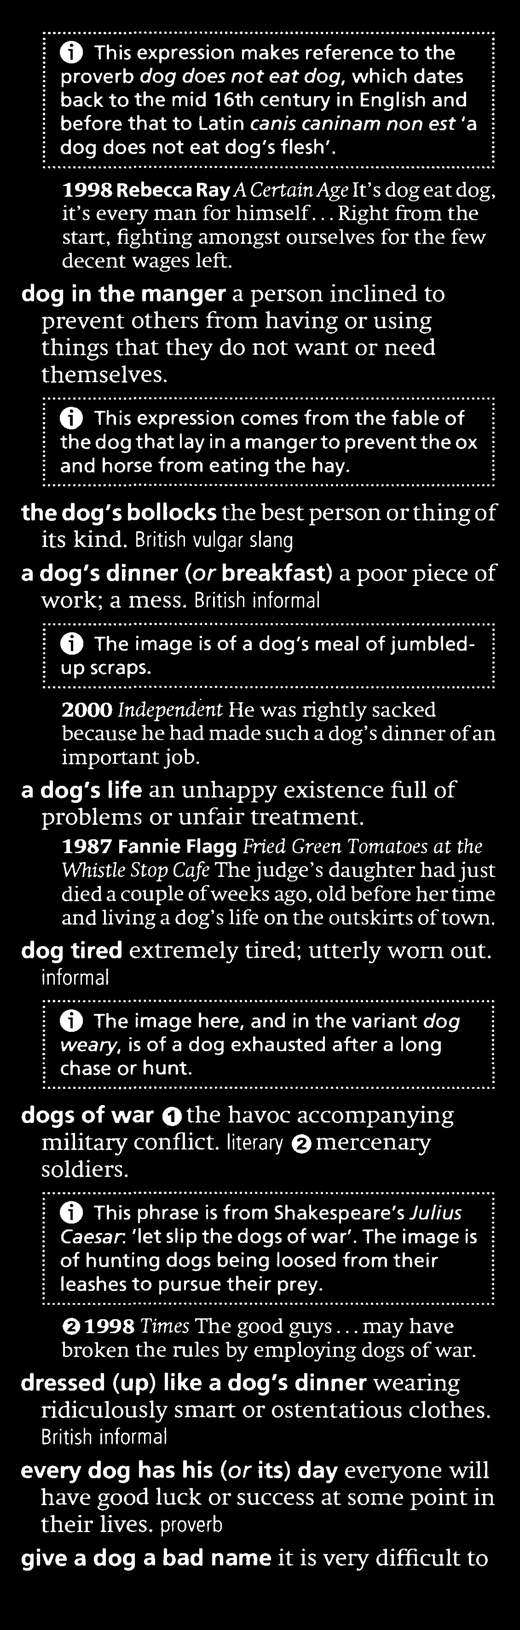 ⓘ This expression makes reference to the
proverb dog does not eat dog, which dates
back to the mid 16th century in English and
before that to Latin canis caninam non est ‘a
dog does not eat dog’s flesh’.
1998 Rebecca Ray A Certain Age It’s dog eat dog,
it’s every man for himself… Right from the
start, fighting amongst ourselves for the few
decent wages left.
dog in the manger a person inclined to
prevent others from having or using
things that they do not want or need
themselves.
ⓘ This expression comes from the fable of
the dog that lay in a manger to prevent the ox
and horse from eating the hay.
the dog’s bollocks the best person or thing of
its kind. British vulgar slang
a dog’s dinner (or breakfast) a poor piece of
work; a mess. British informal
ⓘ The image is of a dog’s meal of jumbled-
up scraps.
2000 Independent He was rightly sacked
because he had made such a dog’s dinner of an
important job.
a dog’s life an unhappy existence full of
problems or unfair treatment.
1987 Fannie Flagg Fried Green Tomatoes at the
Whistle Stop Cafe The judge’s daughter had just
died a couple of weeks ago, old before her time
and living a dog’s life on the outskirts of town.
dog tired extremely tired; utterly worn out.
informal
ⓘ The image here, and in the variant dog
weary, is of a dog exhausted after a long
chase or hunt.
dogs of war ❶ the havoc accompanying
military conflict. literary ❷ mercenary
soldiers.
ⓘ This phrase is from Shakespeare’s Julius
Caesar: ‘let slip the dogs of war’. The image is
of hunting dogs being loosed from their
leashes to pursue their prey.
❷ 1998 Times The good guys… may have
broken the rules by employing dogs of war.
dressed (up) like a dog’s dinner wearing
ridiculously smart or ostentatious clothes.
British informal
every dog has his (or its) day everyone will
have good luck or success at some point in
their lives. proverb
give a dog a bad name it is very difficult to